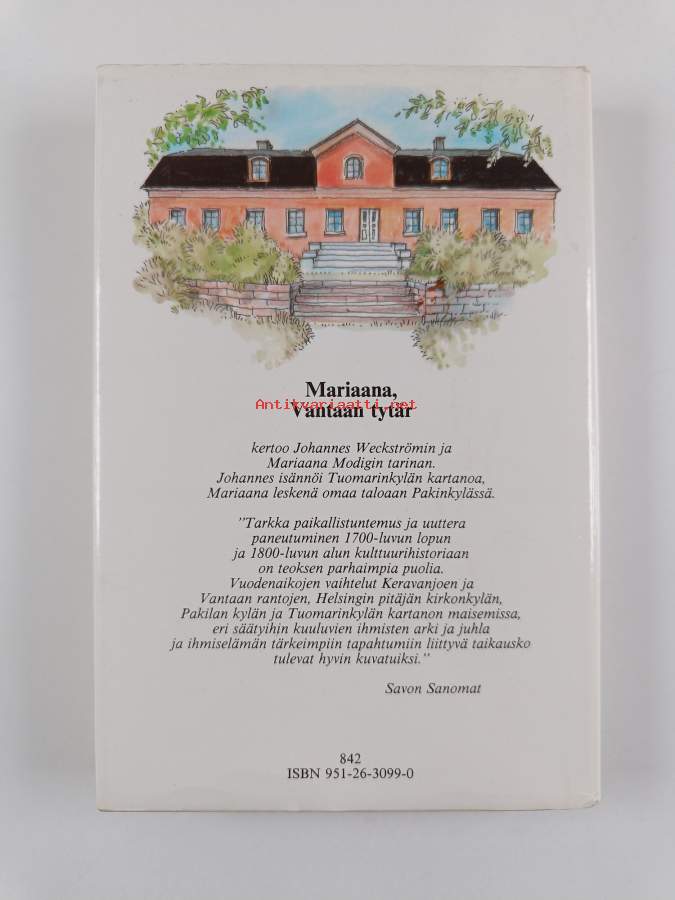 Mariaana,
Antikvariaatti.net
Vantaan tytär
kertoo Johannes Weckströmin ja
Mariaana Modigin tarinan.
Johannes isännöi Tuomarinkylän kartanoa,
Mariaana leskenä omaa taloaan Pakinkylässä.
"Tarkka paikallistuntemus ja uuttera
paneutuminen 1700-luvun lopun
ja 1800-luvun alun kulttuurihistoriaan
on teoksen parhaimpia puolia.
Vuodenaikojen vaihtelut Keravanjoen ja
Vantaan rantojen, Helsingin pitäjän kirkonkylän,
Pakilan kylän ja Tuomarinkylän kartanon maisemissa,
eri säätyihin kuuluvien ihmisten arki ja juhla
ja ihmiselämän tärkeimpiin tapahtumiin liittyvä taikausko
tulevat hyvin kuvatuiksi."
Savon Sanomat
842
ISBN 951-26-3099-0